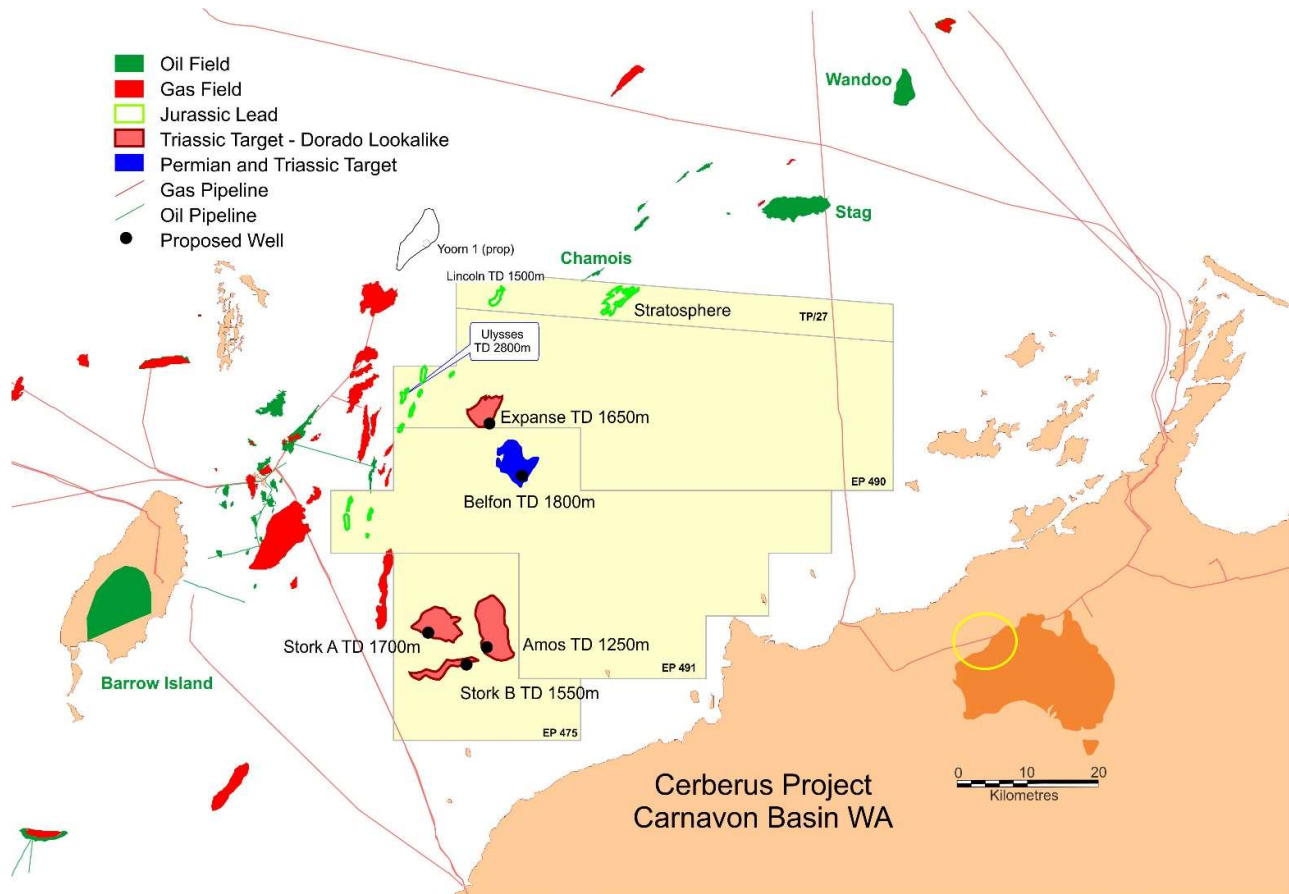 Oil Field
Gas Field
Jurassic Lead
Triassic Target - Dorado Lookalike
Permian and Triassic Target
Gas Pipeline
Oil Pipeline
Proposed Well
Wandoo
Stag
Yoorn 1 (prop)
Chamois
Lincoln TD 1500m
Stratosphere
TP/27
Ulysses
TD 2800m
Expanse TD 1650m
EP 490
Belfon TD 1800m
Stork A TD 1700m
Amos TD 1250m
EP 491
Barrow Island
Stork B TD 1550m
EP 475
Cerberus Project
Carnavon Basin WA
0 10 20
Kilometres